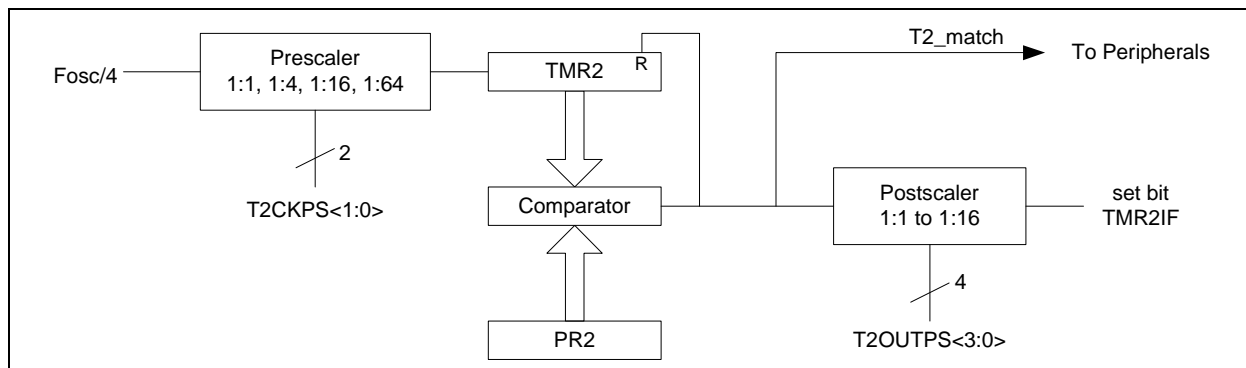 Fosc/4
Prescaler
1:1, 1:4, 1:16, 1:64
2
T2CKPS<1:0>
TMR2
R
Comparator
PR2
T2_match
To Peripherals
Postscaler
1:1 to 1:16
4
T2OUTPS<3:0>
set bit
TMR2IF